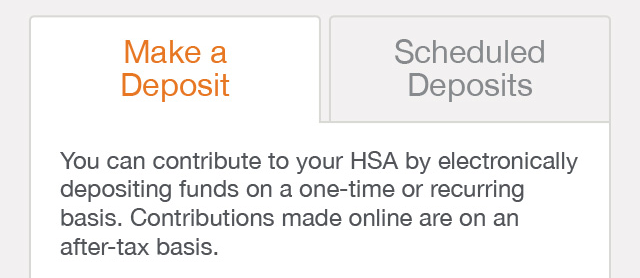 Make a
Deposit
Scheduled
Deposits
You can contribute to your HSA by electronically
depositing funds on a one-time or recurring
basis. Contributions made online are on an
after-tax basis.